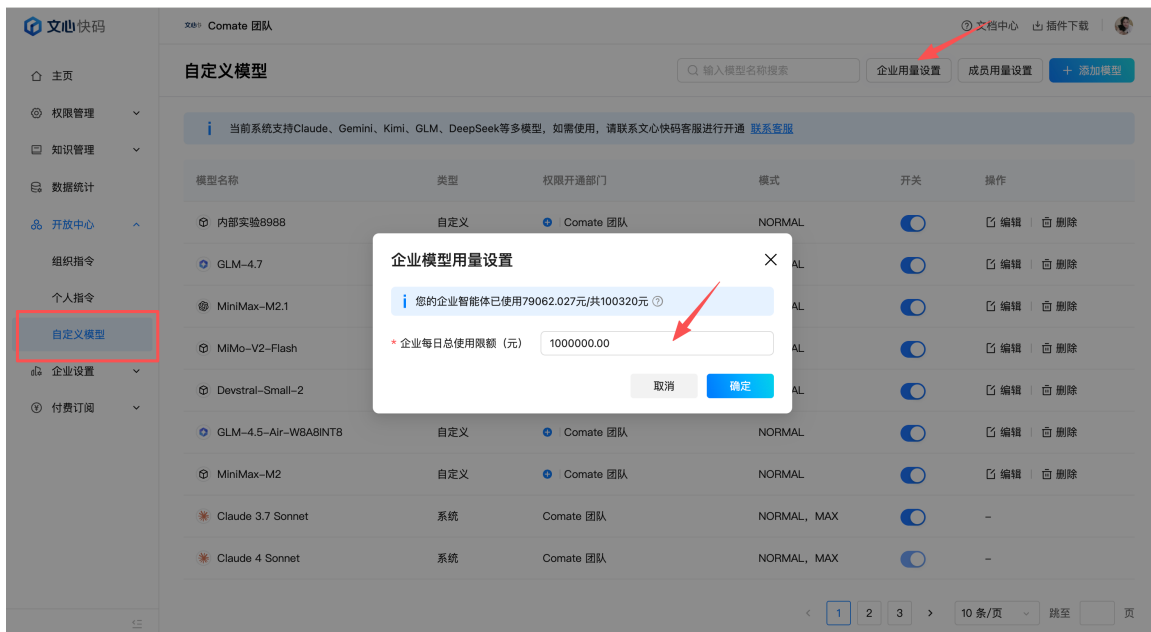 文心快码
文心快码 Comate 团队
文档中心
插件下载
主页
权限管理
知识管理
数据统计
开放中心
组织指令
个人指令
自定义模型
企业设置
付费订阅
自定义模型
输入模型名称搜索
企业用量设置
成员用量设置
+ 添加模型
当前系统支持Claude、Gemini、Kimi、GLM、DeepSeek等多模型，如需使用，请联系文心快码客服进行开通 联系客服
模型名称 类型 权限开通部门 模式 开关 操作
内部实验8988 自定义 Comate 团队 NORMAL 编辑 删除
GLM-4.7 AL 编辑 删除
MiniMax-M2.1 AL 编辑 删除
MiMo-V2-Flash AL 编辑 删除
Devstral-Small-2 AL 编辑 删除
GLM-4.5-Air-W8A8INT8 自定义 Comate 团队 NORMAL 编辑 删除
MiniMax-M2 自定义 Comate 团队 NORMAL 编辑 删除
Claude 3.7 Sonnet 系统 Comate 团队 NORMAL，MAX -
Claude 4 Sonnet 系统 Comate 团队 NORMAL，MAX -
企业模型用量设置
您的企业智能体已使用79062.027元/共100320元
* 企业每日总使用限额（元） 1000000.00
取消 确定
< 1 2 3 > 10 条/页 跳至 页